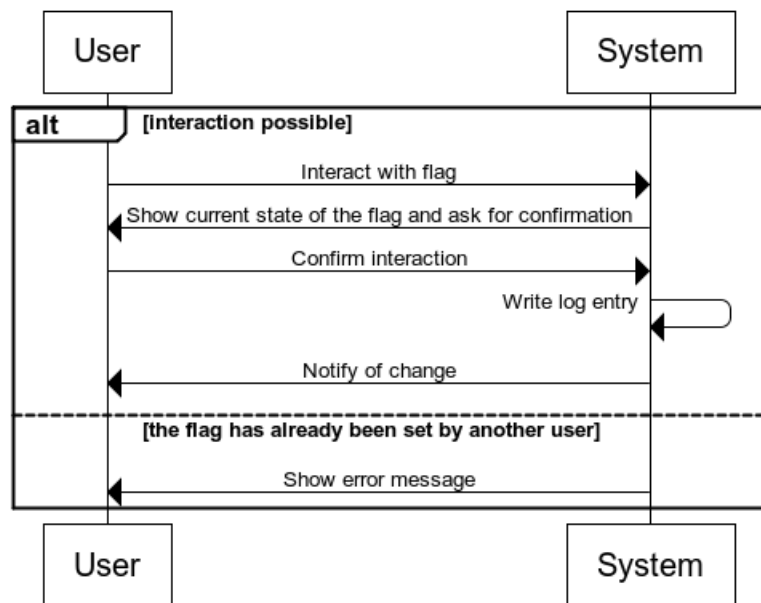 User
System
alt
[interaction possible]
Interact with flag
Show current state of the flag and ask for confirmation
Confirm interaction
Write log entry
Notify of change
[the flag has already been set by another user]
Show error message
User
System